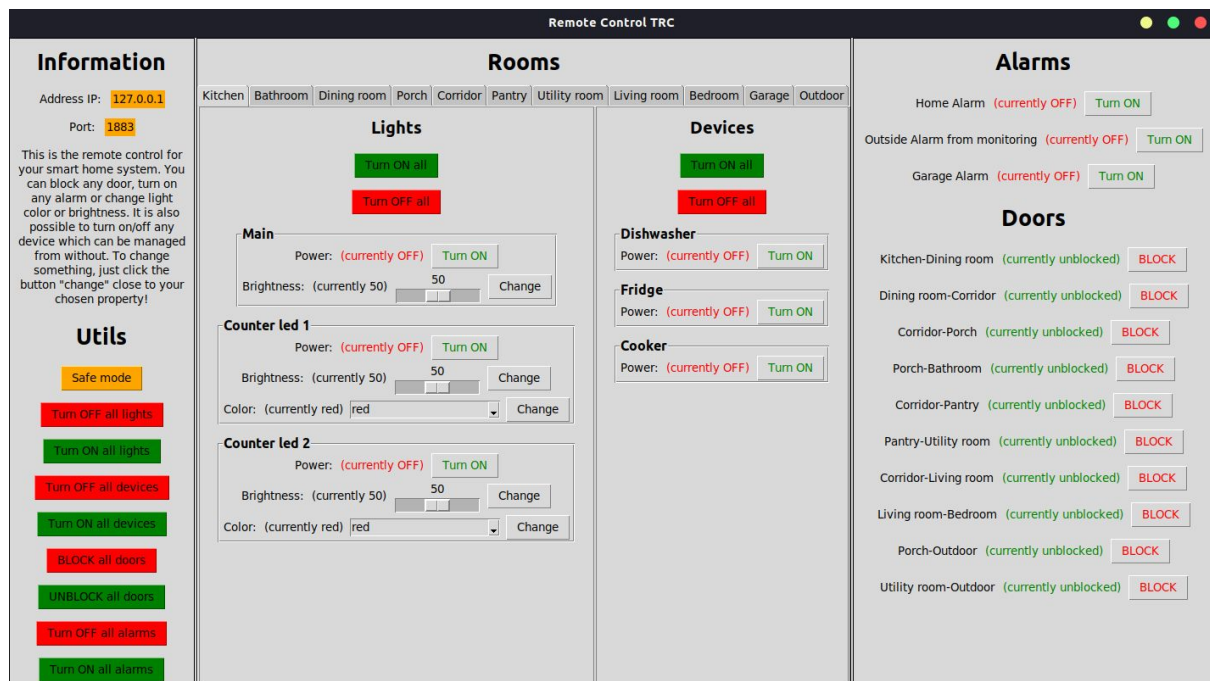 Remote Control TRC
Information
Address IP: 127.0.0.1
Port: 1883
This is the remote control for
your smart home system. You
can block any door, turn on
any alarm or change light
color or brightness. It is also
possible to turn on/off any
device which can be managed
from without. To change
something, just click the
button "change" close to your
chosen property!
Utils
Safe mode
Turn OFF all lights
Turn ON all lights
Turn OFF all devices
Turn ON all devices
BLOCK all doors
UNBLOCK all doors
Turn OFF all alarms
Turn ON all alarms
Rooms
Kitchen Bathroom Dining room Porch Corridor Pantry Utility room Living room Bedroom Garage Outdoor
Lights
Turn ON all
Turn OFF all
Main
Power: (currently OFF) Turn ON
50
Brightness: (currently 50) Change
Counter led 1
Power: (currently OFF) Turn ON
50
Brightness: (currently 50) Change
Color: (currently red) red Change
Counter led 2
Power: (currently OFF) Turn ON
50
Brightness: (currently 50) Change
Color: (currently red) red Change
Devices
Turn ON all
Turn OFF all
Dishwasher
Power: (currently OFF) Turn ON
Fridge
Power: (currently OFF) Turn ON
Cooker
Power: (currently OFF) Turn ON
Alarms
Home Alarm (currently OFF) Turn ON
Outside Alarm from monitoring (currently OFF) Turn ON
Garage Alarm (currently OFF) Turn ON
Doors
Kitchen-Dining room (currently unblocked) BLOCK
Dining room-Corridor (currently unblocked) BLOCK
Corridor-Porch (currently unblocked) BLOCK
Porch-Bathroom (currently unblocked) BLOCK
Corridor-Pantry (currently unblocked) BLOCK
Pantry-Utility room (currently unblocked) BLOCK
Corridor-Living room (currently unblocked) BLOCK
Living room-Bedroom (currently unblocked) BLOCK
Porch-Outdoor (currently unblocked) BLOCK
Utility room-Outdoor (currently unblocked) BLOCK